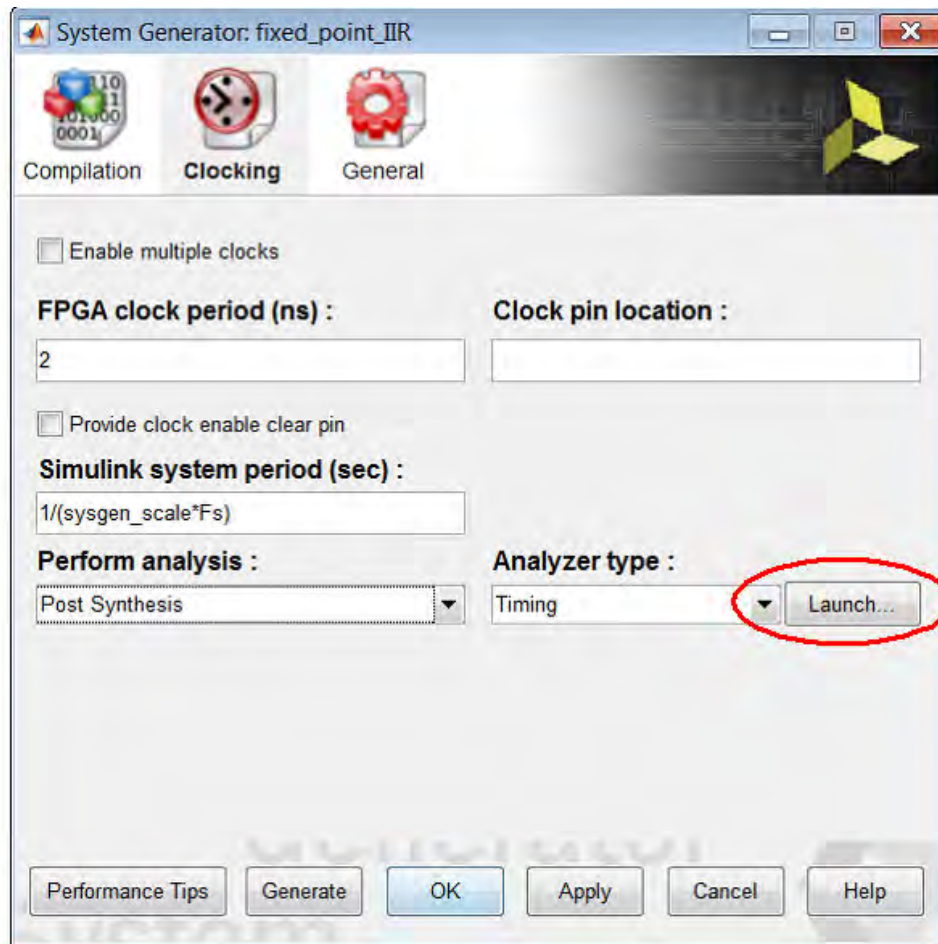 System Generator: fixed_point_IIR
Compilation
Clocking
General
Enable multiple clocks
FPGA clock period (ns) :
Clock pin location :
2
Provide clock enable clear pin
Simulink system period (sec) :
1/(sysgen_scale*Fs)
Perform analysis :
Analyzer type :
Post Synthesis
Timing
Launch...
Performance Tips
Generate
OK
Apply
Cancel
Help